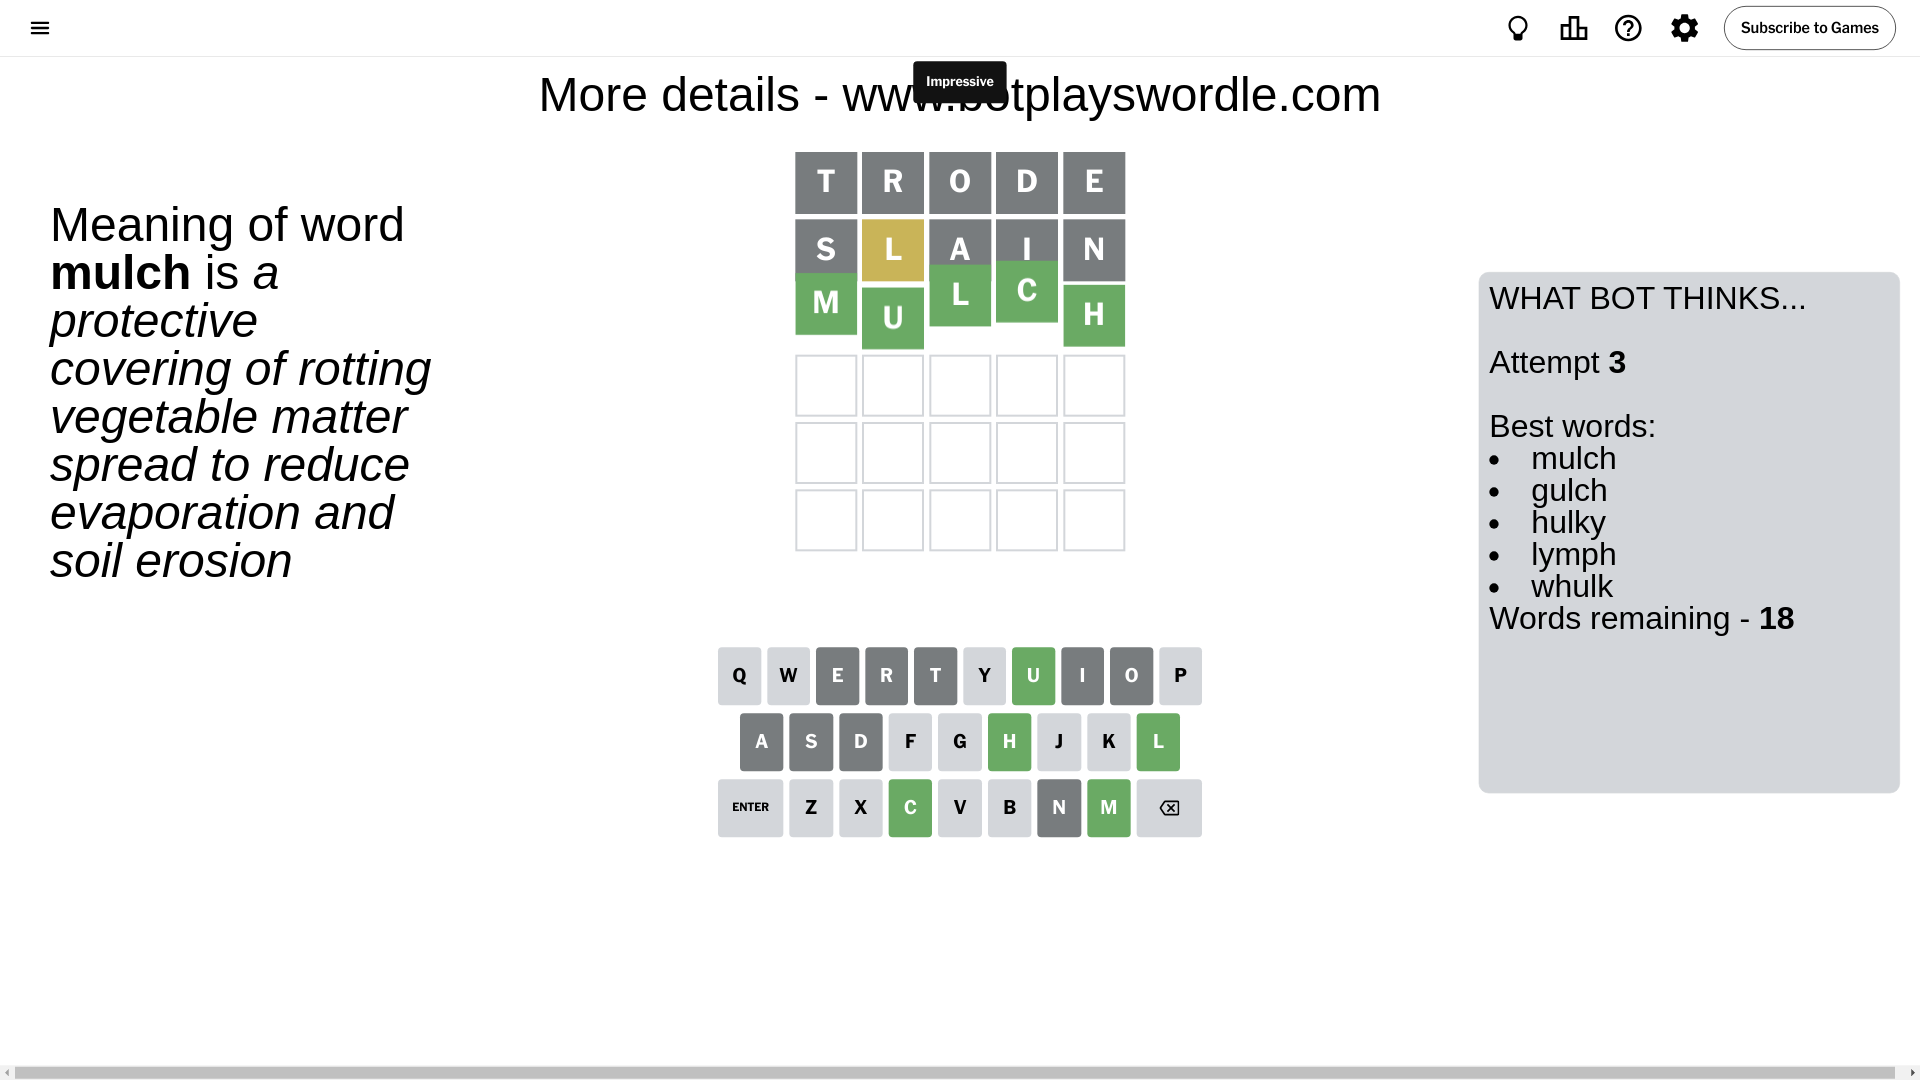 Subscribe to Games
Impressive
More details - www.botplayswordle.com
Meaning of word
mulch is a
protective
covering of rotting
vegetable matter
spread to reduce
evaporation and
soil erosion
T R O D E
S L A I N
M U L C H
WHAT BOT THINKS...
Attempt 3
Best words:
• mulch
• gulch
• hulky
• lymph
• whulk
Words remaining - 18
Q W E R T Y U I O P
A S D F G H J K L
ENTER Z X C V B N M